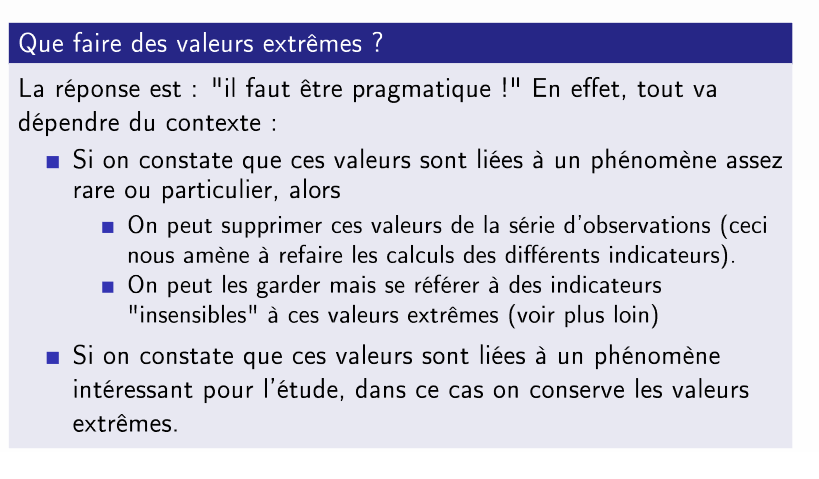 Que faire des valeurs extrêmes ?
La réponse est : "il faut être pragmatique !" En effet, tout va
dépendre du contexte :
Si on constate que ces valeurs sont liées à un phénomène assez
rare ou particulier, alors
On peut supprimer ces valeurs de la série d'observations (ceci
nous amène à refaire les calculs des différents indicateurs).
On peut les garder mais se référer à des indicateurs
"insensibles" à ces valeurs extrêmes (voir plus loin)
Si on constate que ces valeurs sont liées à un phénomène
intéressant pour l'étude, dans ce cas on conserve les valeurs
extrêmes.